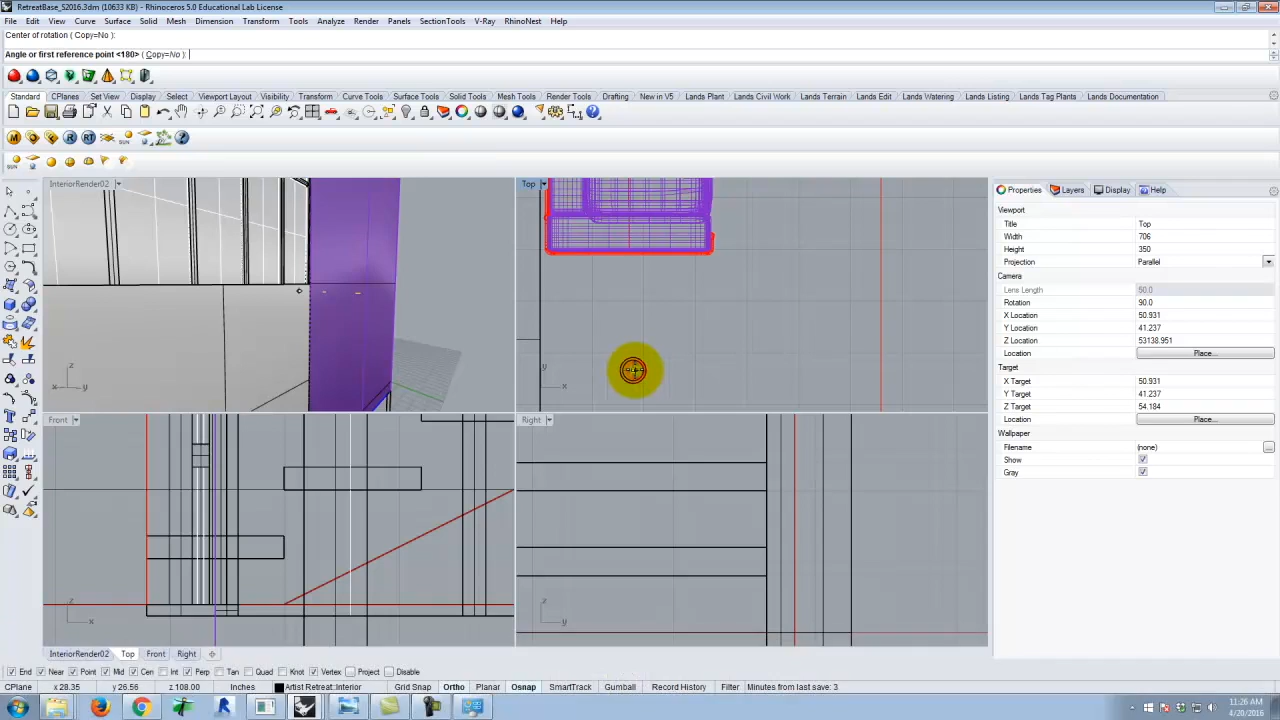 RetreatBase_S2016.3dm (10633 KB) - Rhinoceros 5.0 Educational Lab License
File Edit View Curve Surface Solid Mesh Dimension Transform Tools Analyze Render Panels SectionTools V-Ray RhinoNest Help
Center of rotation ( Copy=No ):
Angle or first reference point <180> ( Copy=No ):
Standard CPlanes Set View Display Select Viewport Layout Visibility Transform Curve Tools Surface Tools Solid Tools Mesh Tools Render Tools Drafting New in V5 Lands Plant Lands Civil Work Lands Terrain Lands Edit Lands Watering Lands Listing Lands Tag Plants Lands Documentation
InteriorRender02 Top
Properties Layers Display Help
Viewport
Title Top
Width 706
Height 350
Projection Parallel
Camera
Lens Length 50.0
Rotation 90.0
X Location 50.931
Y Location 41.237
Z Location 53138.951
Location Place...
Target
X Target 50.931
Y Target 41.237
Z Target 54.184
Location Place...
Wallpaper
Filename (none)
Show
Gray
z x y
y x
Front Right
z x
z y
InteriorRender02 Top Front Right
End Near Point Mid Cen Int Perp Tan Quad Knot Vertex Project Disable
CPlane x 28.35 y 26.56 z 108.00 Inches Artist Retreat:Interior Grid Snap Ortho Planar Osnap SmartTrack Gumball Record History Filter Minutes from last save: 3
11:26 AM
4/20/2016